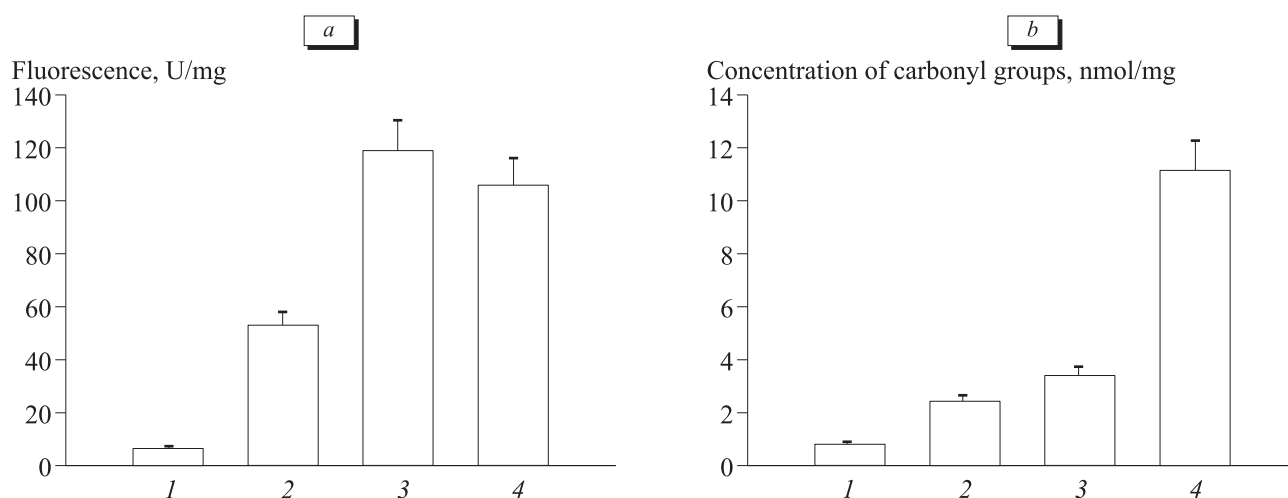 a
Fluorescence, U/mg
140
120
100
80
60
40
20
0
1 2 3 4
b
Concentration of carbonyl groups, nmol/mg
14
12
10
8
6
4
2
0
1 2 3 4